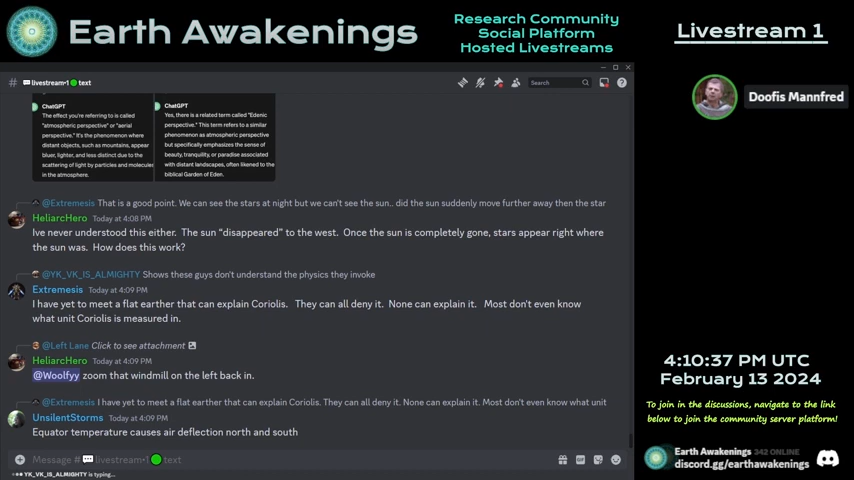 Earth Awakenings
Research Community
Social Platform
Hosted Livestreams
Livestream 1
Doofis Mannfred
# livestream•1 text
Search
ChatGPT
The effect you're referring to is called
"atmospheric perspective" or "aerial
perspective." It's the phenomenon where
distant objects, such as mountains, appear
bluer, lighter, and less distinct due to the
scattering of light by particles and molecules
in the atmosphere.
ChatGPT
Yes, there is a related term called "Edenic
perspective." This term refers to a similar
phenomenon as atmospheric perspective
but specifically emphasizes the sense of
beauty, tranquility, or paradise associated
with distant landscapes, often likened to the
biblical Garden of Eden.
@Extremesis That is a good point. We can see the stars at night but we can't see the sun.. did the sun suddenly move further away then the star
HeliarcHero Today at 4:08 PM
Ive never understood this either. The sun "disappeared" to the west. Once the sun is completely gone, stars appear right where
the sun was. How does this work?
@YK_VK_IS_ALMIGHTY Shows these guys don't understand the physics they invoke
Extremesis Today at 4:09 PM
I have yet to meet a flat earther that can explain Coriolis. They can all deny it. None can explain it. Most don't even know
what unit Coriolis is measured in.
@Left Lane Click to see attachment
HeliarcHero Today at 4:09 PM
@Woolfyy zoom that windmill on the left back in.
@Extremesis I have yet to meet a flat earther that can explain Coriolis. They can all deny it. None can explain it. Most don't even know what unit
UnsilentStorms Today at 4:09 PM
Equator temperature causes air deflection north and south
Message # livestream•1 text
GIF
YK_VK_IS_ALMIGHTY is typing...
4:10:37 PM UTC
February 13 2024
To join in the discussions, navigate to the link
below to join the community server platform!
Earth Awakenings 342 ONLINE
discord.gg/earthawakenings